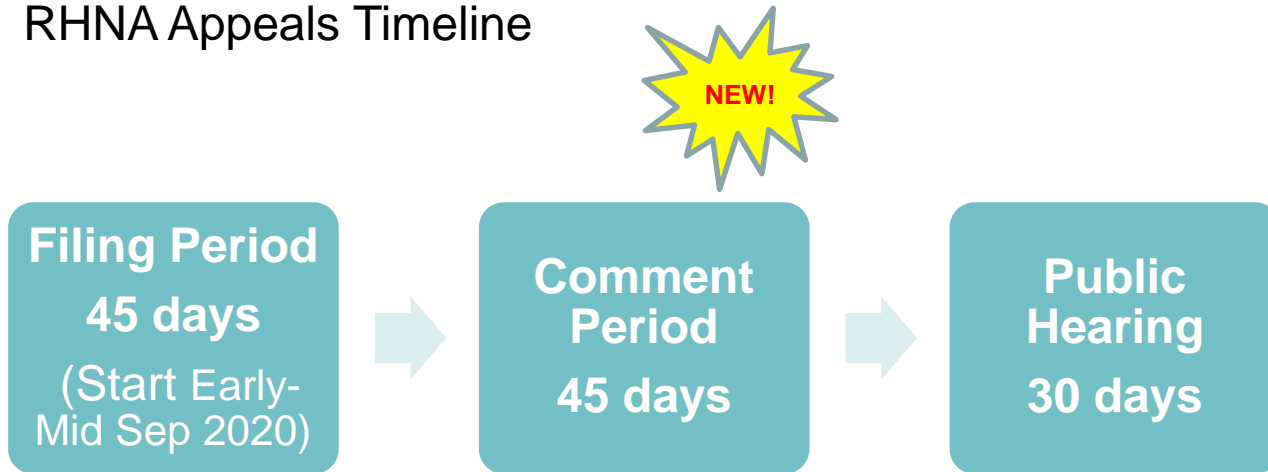 RHNA Appeals Timeline
NEW!
Filing Period
45 days
(Start Early-
Mid Sep 2020)
Comment
Period
45 days
Public
Hearing
30 days